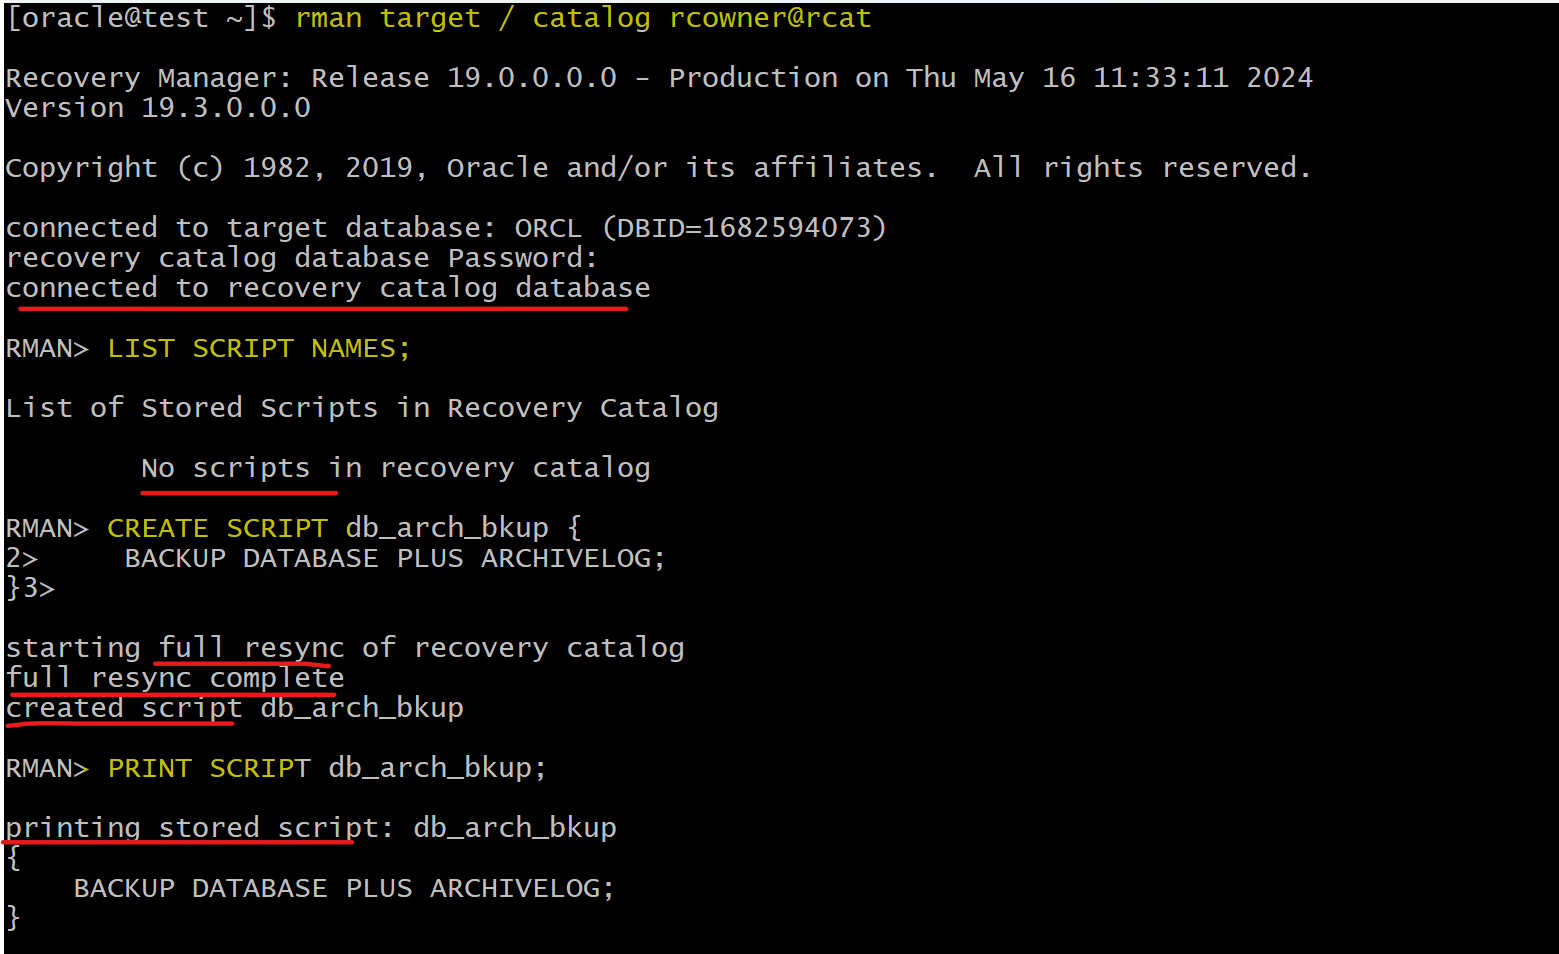 [oracle@test ~]$ rman target / catalog rcowner@rcat
Recovery Manager: Release 19.0.0.0.0 - Production on Thu May 16 11:33:11 2024
Version 19.3.0.0.0
Copyright (c) 1982, 2019, Oracle and/or its affiliates.  All rights reserved.
connected to target database: ORCL (DBID=1682594073)
recovery catalog database Password:
connected to recovery catalog database
RMAN> LIST SCRIPT NAMES;
List of Stored Scripts in Recovery Catalog
        No scripts in recovery catalog
RMAN> CREATE SCRIPT db_arch_bkup {
2>     BACKUP DATABASE PLUS ARCHIVELOG;
}3>
starting full resync of recovery catalog
full resync complete
created script db_arch_bkup
RMAN> PRINT SCRIPT db_arch_bkup;
printing stored script: db_arch_bkup
{
    BACKUP DATABASE PLUS ARCHIVELOG;
}